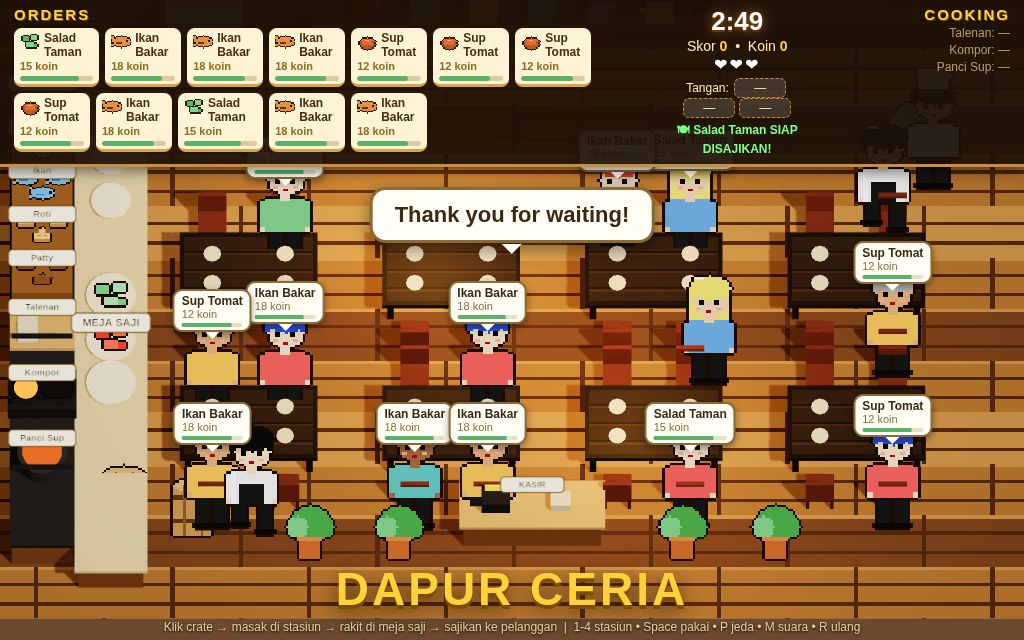 ORDERS
Salad Taman
15 koin
Ikan Bakar
18 koin
Ikan Bakar
18 koin
Ikan Bakar
18 koin
Sup Tomat
12 koin
Sup Tomat
12 koin
Sup Tomat
12 koin
Sup Tomat
12 koin
Ikan Bakar
18 koin
Salad Taman
15 koin
Ikan Bakar
18 koin
Ikan Bakar
18 koin
2:49
Skor 0 • Koin 0
Tangan: —
— —
Salad Taman SIAP
DISAJIKAN!
COOKING
Talenan: —
Kompor: —
Panci Sup: —
Ikan Bakar
18 koin
12 koin
Thank you for waiting!
Ikan
Roti
Patty
Talenan
MEJA SAJI
Kompor
Panci Sup
Sup Tomat
12 koin
Sup Tomat
12 koin
Ikan Bakar
18 koin
Ikan Bakar
18 koin
Ikan Bakar
18 koin
Ikan Bakar
18 koin
Ikan Bakar
18 koin
Salad Taman
15 koin
Sup Tomat
12 koin
KASIR
DAPUR CERIA
Klik crate → masak di stasiun → rakit di meja saji → sajikan ke pelanggan | 1-4 stasiun • Space pakai • P jeda • M suara • R ulang